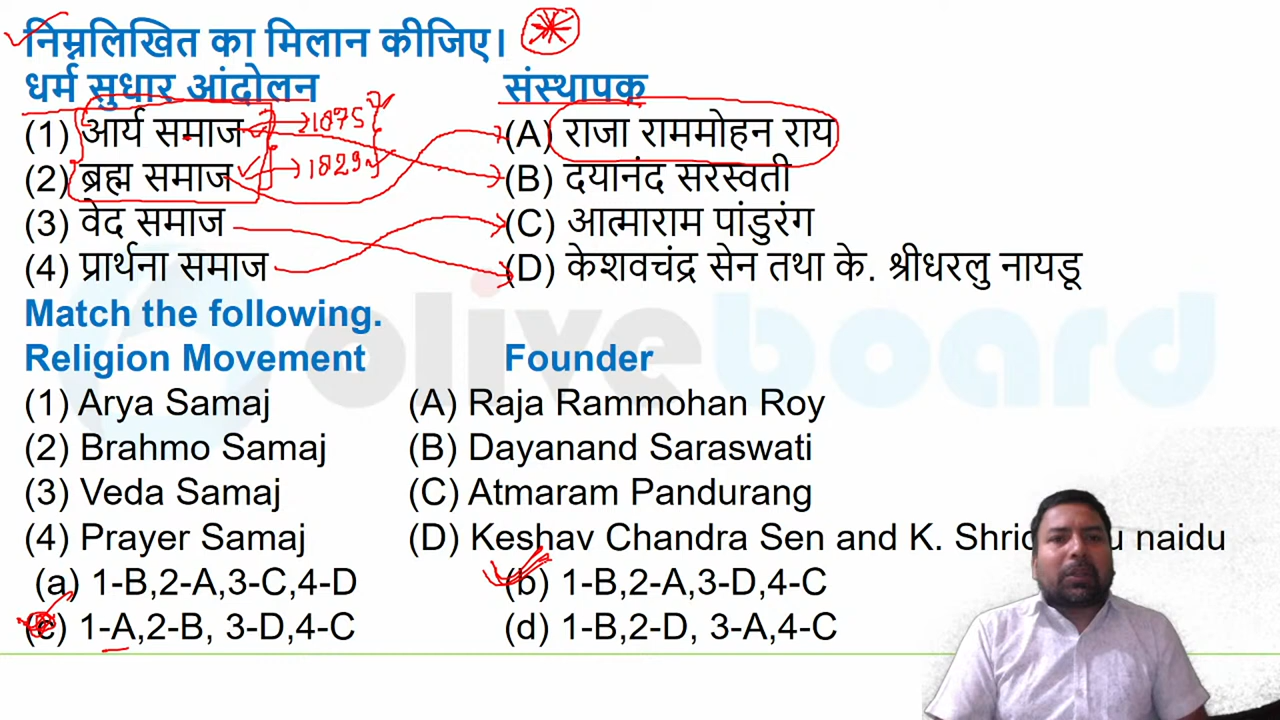 निम्नलिखित का मिलान कीजिए।
धर्म सुधार आंदोलन संस्थापक
(1) आर्य समाज →1875 (A) राजा राममोहन राय
(2) ब्रह्म समाज →1829 (B) दयानंद सरस्वती
(3) वेद समाज (C) आत्माराम पांडुरंग
(4) प्रार्थना समाज (D) केशवचंद्र सेन तथा के. श्रीधरलु नायडू
Match the following.
Religion Movement Founder
(1) Arya Samaj (A) Raja Rammohan Roy
(2) Brahmo Samaj (B) Dayanand Saraswati
(3) Veda Samaj (C) Atmaram Pandurang
(4) Prayer Samaj (D) Keshav Chandra Sen and K. naidu
(a) 1-B,2-A,3-C,4-D (b) 1-B,2-A,3-D,4-C
(c) 1-A,2-B, 3-D,4-C (d) 1-B,2-D, 3-A,4-C
oliveboard